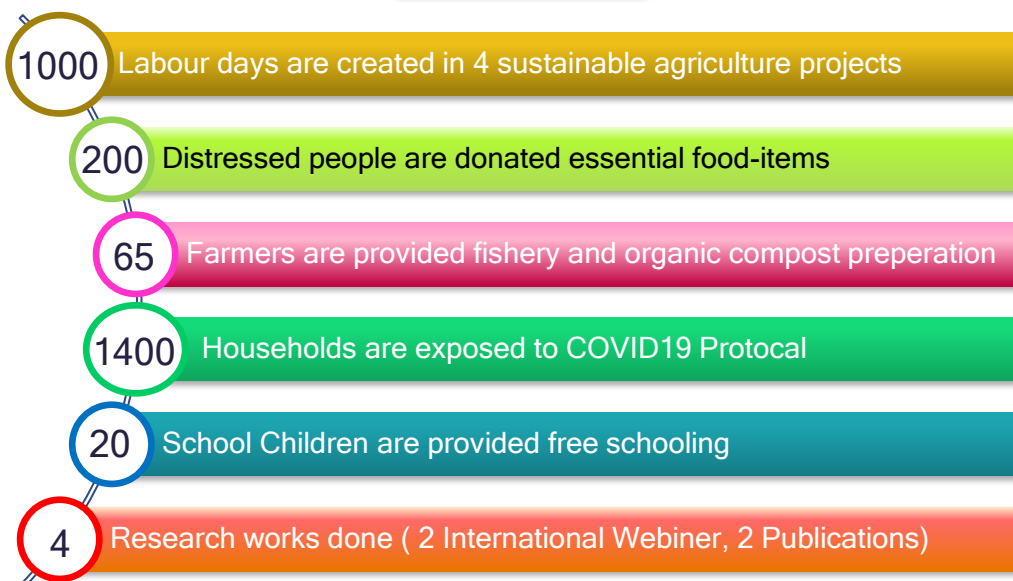 1000 Labour days are created in 4 sustainable agriculture projects
200 Distressed people are donated essential food-items
65 Farmers are provided fishery and organic compost preperation
1400 Households are exposed to COVID19 Protocal
20 School Children are provided free schooling
4 Research works done ( 2 International Webiner, 2 Publications)